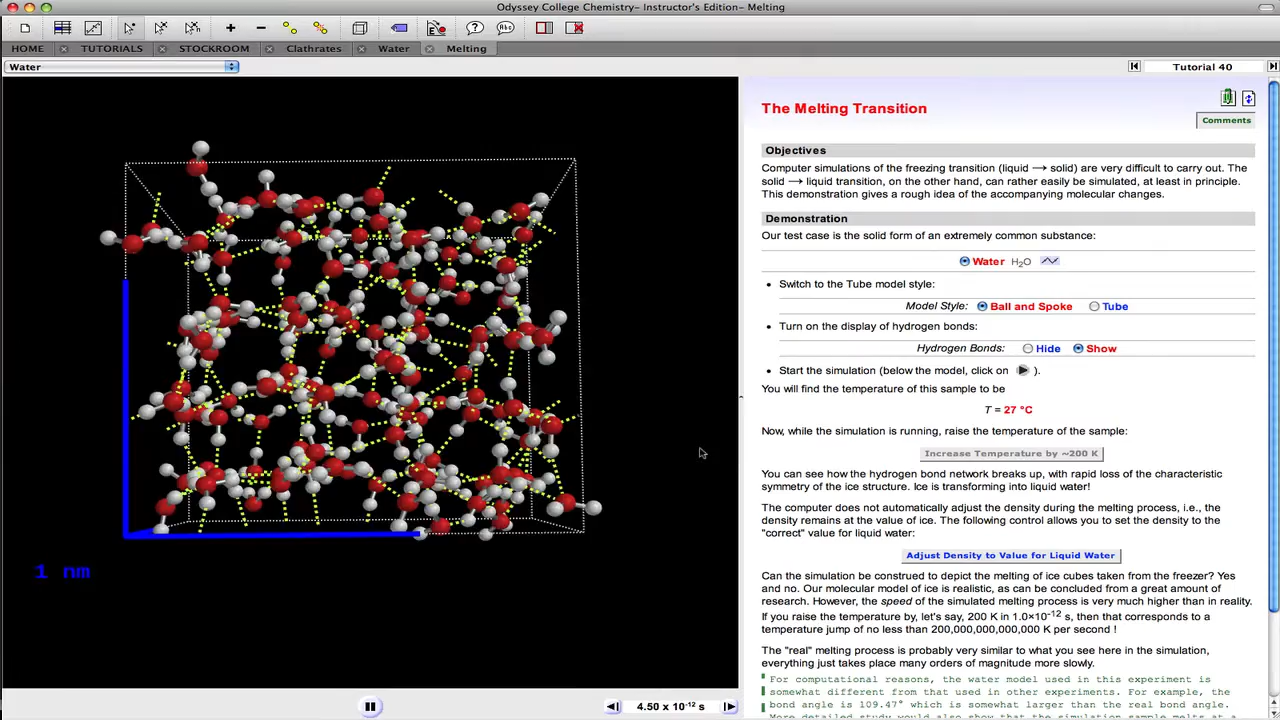 Odyssey College Chemistry– Instructor's Edition– Melting
Abc
HOME TUTORIALS STOCKROOM Clathrates Water Melting
Water
Tutorial 40
The Melting Transition
Comments
Objectives
Computer simulations of the freezing transition (liquid → solid) are very difficult to carry out. The
solid → liquid transition, on the other hand, can rather easily be simulated, at least in principle.
This demonstration gives a rough idea of the accompanying molecular changes.
Demonstration
Our test case is the solid form of an extremely common substance:
Water H₂O
• Switch to the Tube model style:
Model Style: Ball and Spoke Tube
• Turn on the display of hydrogen bonds:
Hydrogen Bonds: Hide Show
• Start the simulation (below the model, click on ▶ ).
You will find the temperature of this sample to be
T = 27 °C
Now, while the simulation is running, raise the temperature of the sample:
Increase Temperature by ~200 K
You can see how the hydrogen bond network breaks up, with rapid loss of the characteristic
symmetry of the ice structure. Ice is transforming into liquid water!
The computer does not automatically adjust the density during the melting process, i.e., the
density remains at the value of ice. The following control allows you to set the density to the
"correct" value for liquid water:
Adjust Density to Value for Liquid Water
Can the simulation be construed to depict the melting of ice cubes taken from the freezer? Yes
and no. Our molecular model of ice is realistic, as can be concluded from a great amount of
research. However, the speed of the simulated melting process is very much higher than in reality.
If you raise the temperature by, let's say, 200 K in 1.0×10⁻¹² s, then that corresponds to a
temperature jump of no less than 200,000,000,000,000 K per second !
The "real" melting process is probably very similar to what you see here in the simulation,
everything just takes place many orders of magnitude more slowly.
For computational reasons, the water model used in this experiment is
somewhat different from that used in other experiments. For example, the
bond angle is 109.47° which is somewhat larger than the real bond angle.
More detailed study would also show that the simulation sample melts at a
1 nm
4.50 x 10⁻¹² s